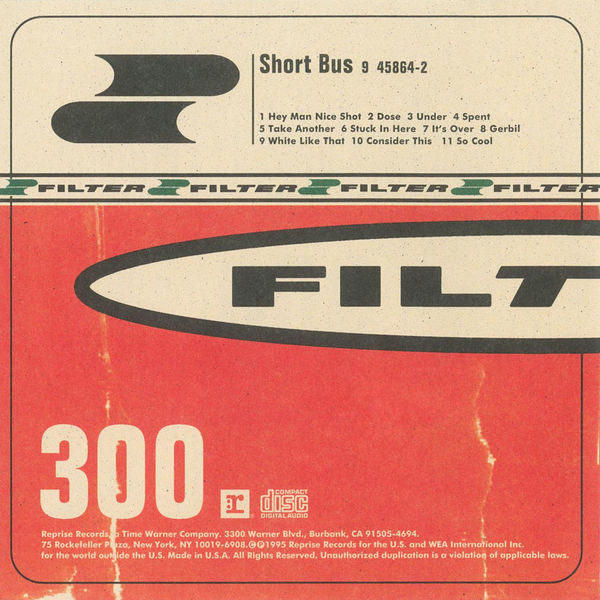 Short Bus 9 45864-2
1 Hey Man Nice Shot 2 Dose 3 Under 4 Spent
5 Take Another 6 Stuck In Here 7 It's Over 8 Gerbil
9 White Like That 10 Consider This 11 So Cool
FILTER FILTER FILTER FILTER
FILT
300
r
COMPACT
disc
DIGITAL AUDIO
Reprise Records, a Time Warner Company. 3300 Warner Blvd., Burbank, CA 91505-4694.
75 Rockefeller Plaza, New York, NY 10019-6908.©℗1995 Reprise Records for the U.S. and WEA International Inc.
for the world outside the U.S. Made in U.S.A. All Rights Reserved. Unauthorized duplication is a violation of applicable laws.